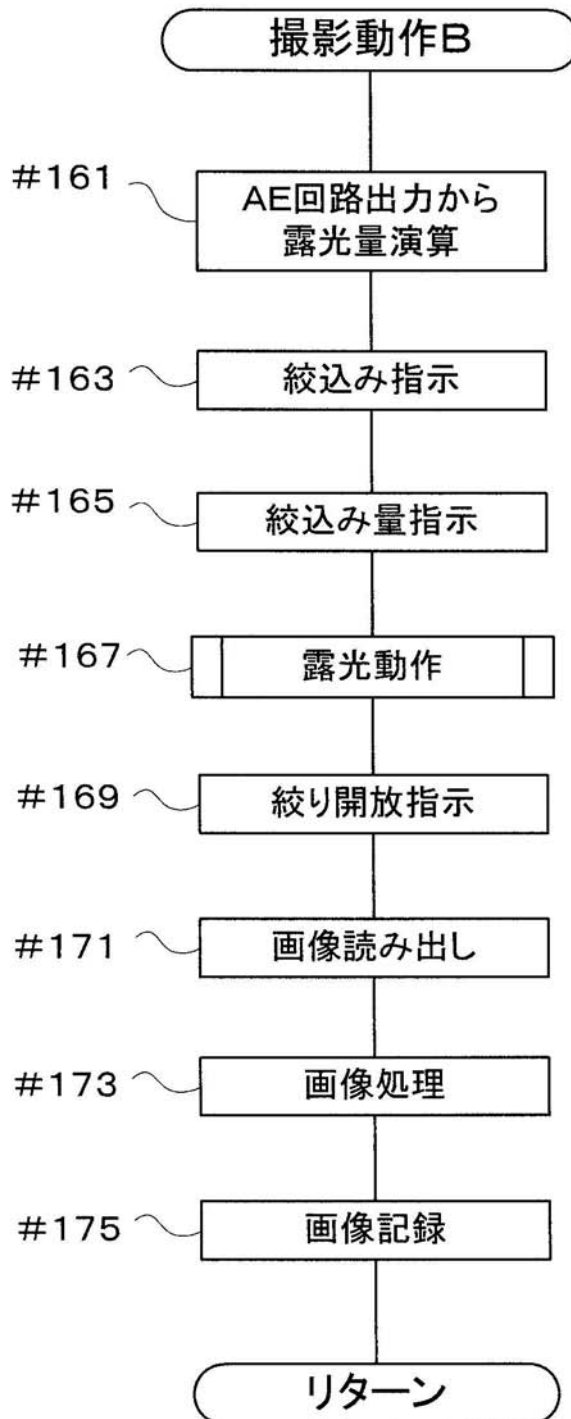 撮影動作B
#161
AE回路出力から
露光量演算
#163
絞込み指示
#165
絞込み量指示
#167
露光動作
#169
絞り開放指示
#171
画像読み出し
#173
画像処理
#175
画像記録
リターン